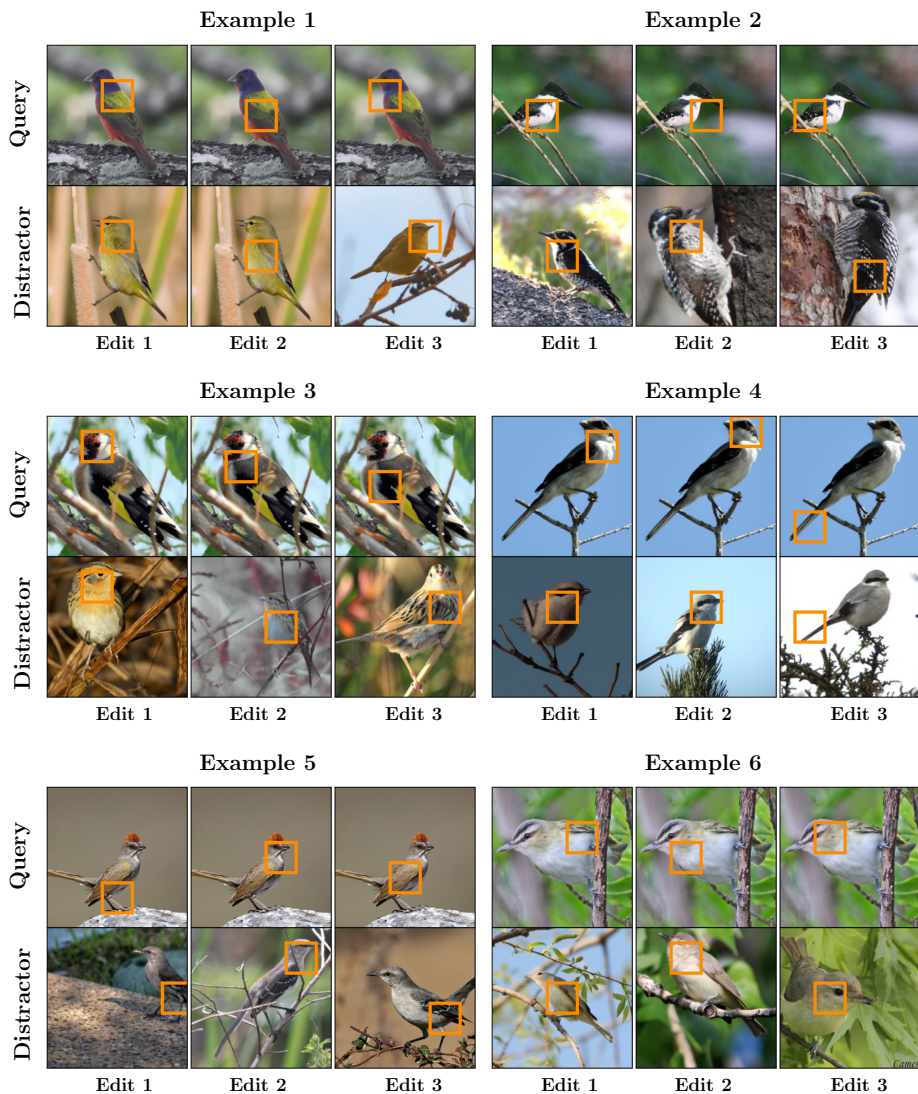 Example 1
Example 2
Query
Distractor
Edit 1
Edit 2
Edit 3
Edit 1
Edit 2
Edit 3
Example 3
Example 4
Query
Distractor
Edit 1
Edit 2
Edit 3
Edit 1
Edit 2
Edit 3
Example 5
Example 6
Query
Distractor
Camer
Edit 1
Edit 2
Edit 3
Edit 1
Edit 2
Edit 3